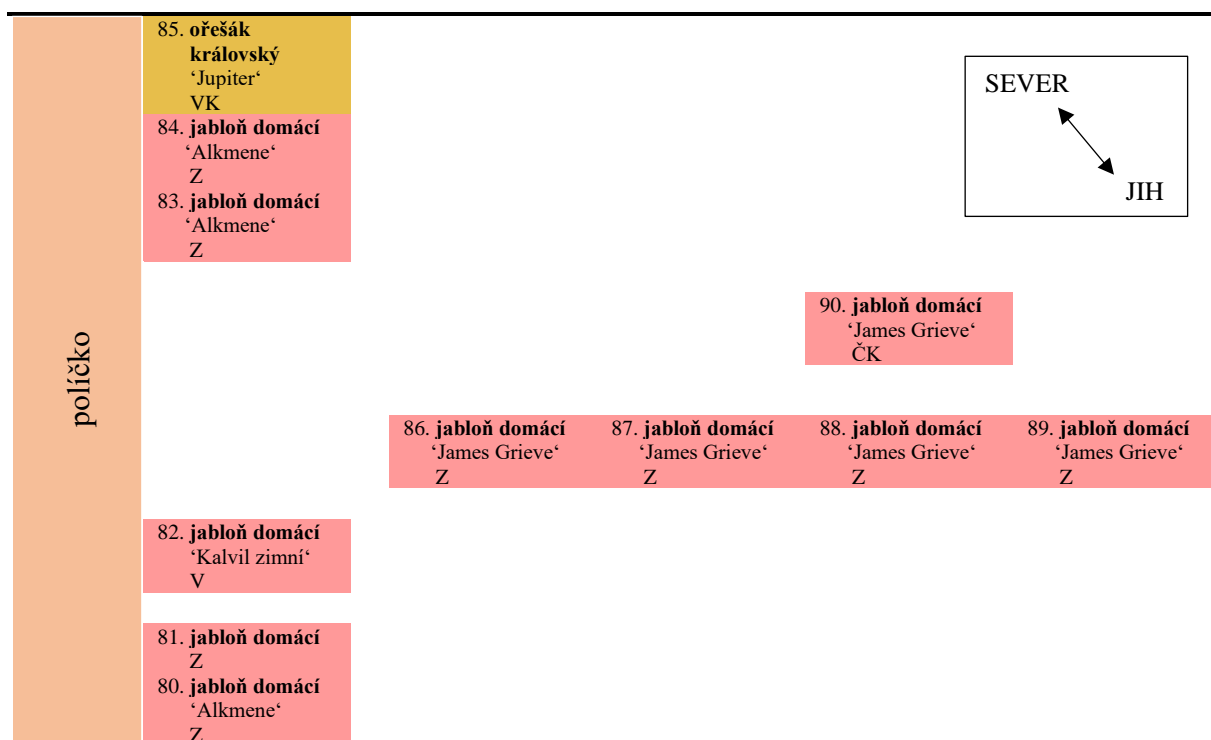 85. ořešák
královský
‘Jupiter‘
VK
84. jabloň domácí
‘Alkmene‘
Z
83. jabloň domácí
‘Alkmene‘
Z
SEVER
JIH
políčko
90. jabloň domácí
‘James Grieve‘
ČK
86. jabloň domácí
‘James Grieve‘
Z
87. jabloň domácí
‘James Grieve‘
Z
88. jabloň domácí
‘James Grieve‘
Z
89. jabloň domácí
‘James Grieve‘
Z
82. jabloň domácí
‘Kalvil zimní‘
V
81. jabloň domácí
Z
80. jabloň domácí
‘Alkmene‘
Z